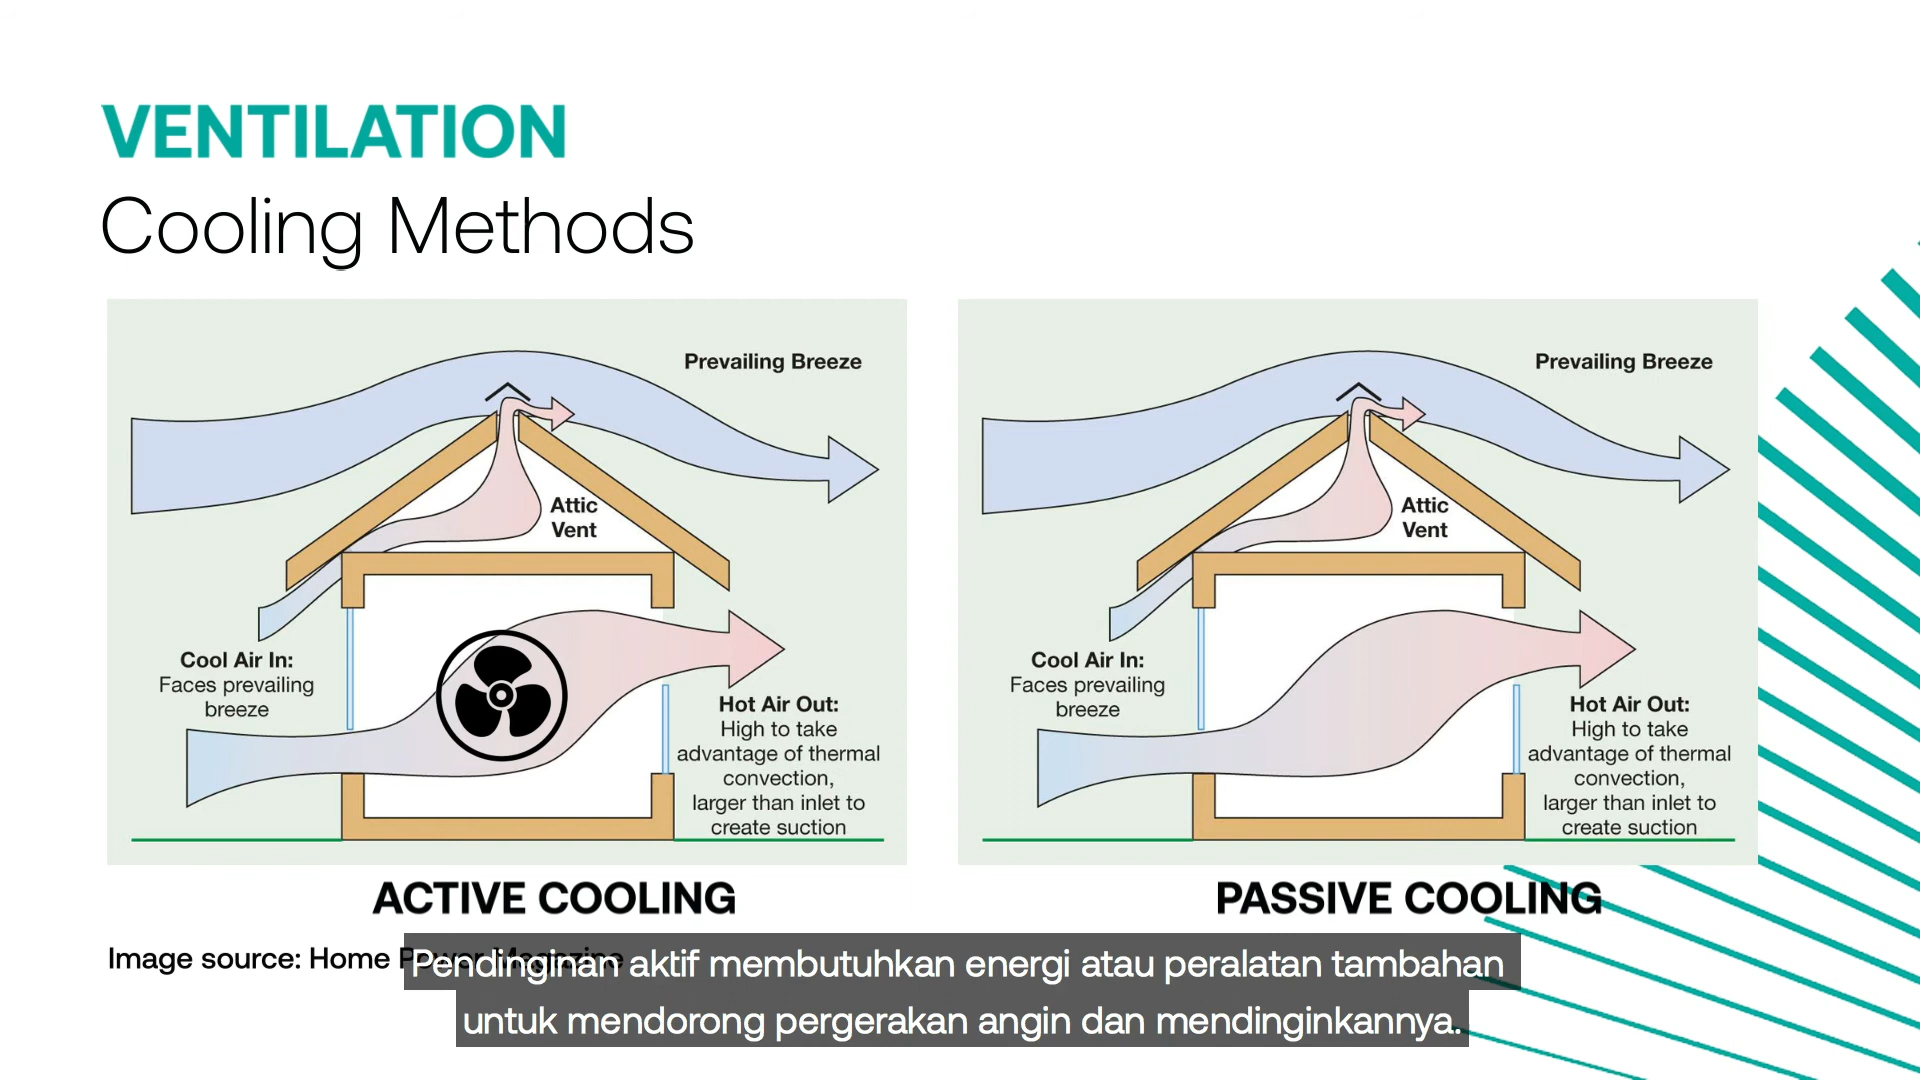 VENTILATION
Cooling Methods
Prevailing Breeze
Attic
Vent
Cool Air In:
Faces prevailing
breeze
Hot Air Out:
High to take
advantage of thermal
convection,
larger than inlet to
create suction
ACTIVE COOLING
Prevailing Breeze
Attic
Vent
Cool Air In:
Faces prevailing
breeze
Hot Air Out:
High to take
advantage of thermal
convection,
larger than inlet to
create suction
PASSIVE COOLING
Image source: Home Power Magazine
Pendinginan aktif membutuhkan energi atau peralatan tambahan
untuk mendorong pergerakan angin dan mendinginkannya.